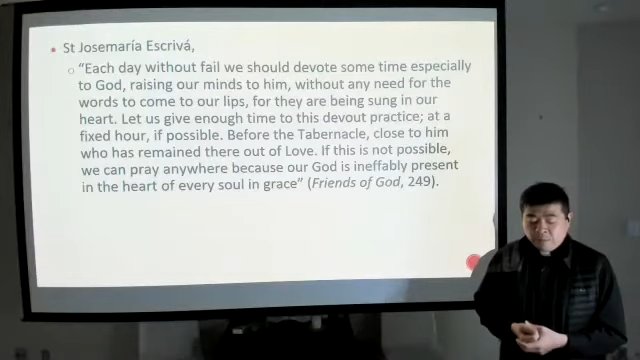 St Josemaría Escrivá,
"Each day without fail we should devote some time especially
to God, raising our minds to him, without any need for the
words to come to our lips, for they are being sung in our
heart. Let us give enough time to this devout practice; at a
fixed hour, if possible. Before the Tabernacle, close to him
who has remained there out of Love. If this is not possible,
we can pray anywhere because our God is ineffably present
in the heart of every soul in grace" (Friends of God, 249).